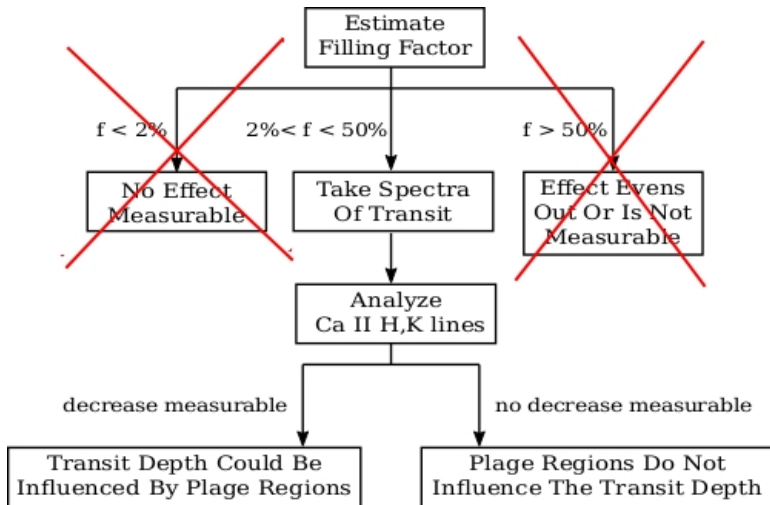 Estimate
Filling Factor
f < 2%
2%< f < 50%
f > 50%
No Effect
Measurable
Take Spectra
Of Transit
Effect Evens
Out Or Is Not
Measurable
Analyze
Ca II H,K lines
decrease measurable
no decrease measurable
Transit Depth Could Be
Influenced By Plage Regions
Plage Regions Do Not
Influence The Transit Depth